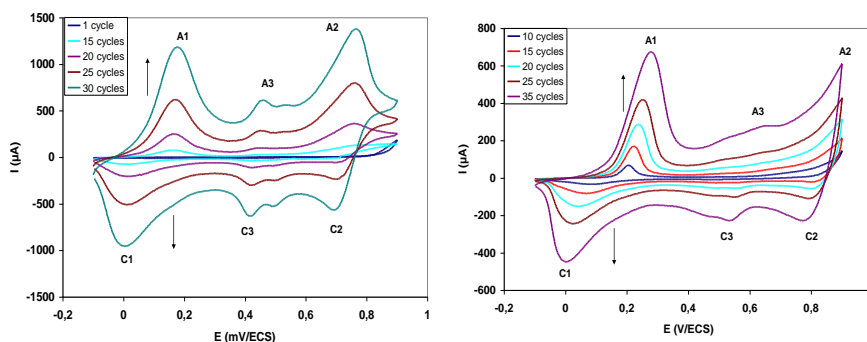 1500
1000
500
0
-500
-1000
-1500
I (µA)
1 cycle
15 cycles
20 cycles
25 cycles
30 cycles
A1
A2
A3
C1
C3
C2
0,2
0
0,2
0,4
0,6
0,8
1
E (mV/ECS)
800
600
400
200
0
-200
-400
-600
I (µA)
10 cycles
15 cycles
20 cycles
25 cycles
35 cycles
A1
A2
A3
C1
C3
C2
0,2
0
0,2
0,4
0,6
0,8
E (V/ECS)